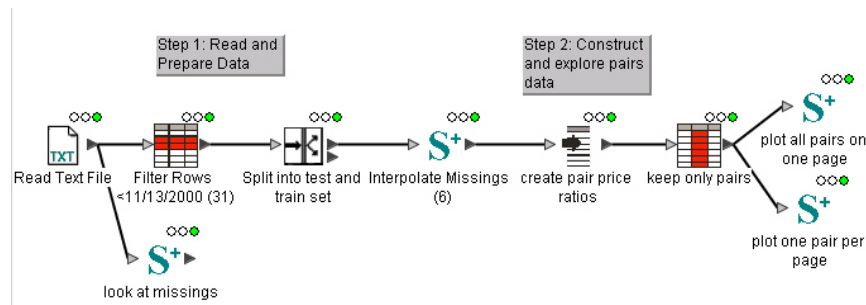 Step 1: Read and
Prepare Data
Step 2: Construct
and explore pairs
data
TXT
Read Text File
Filter Rows
<11/13/2000 (31)
Split into test and
train set
S+
Interpolate Missings
(6)
create pair price
ratios
keep only pairs
S+
plot all pairs on
one page
S+
plot one pair per
page
S+
look at missings